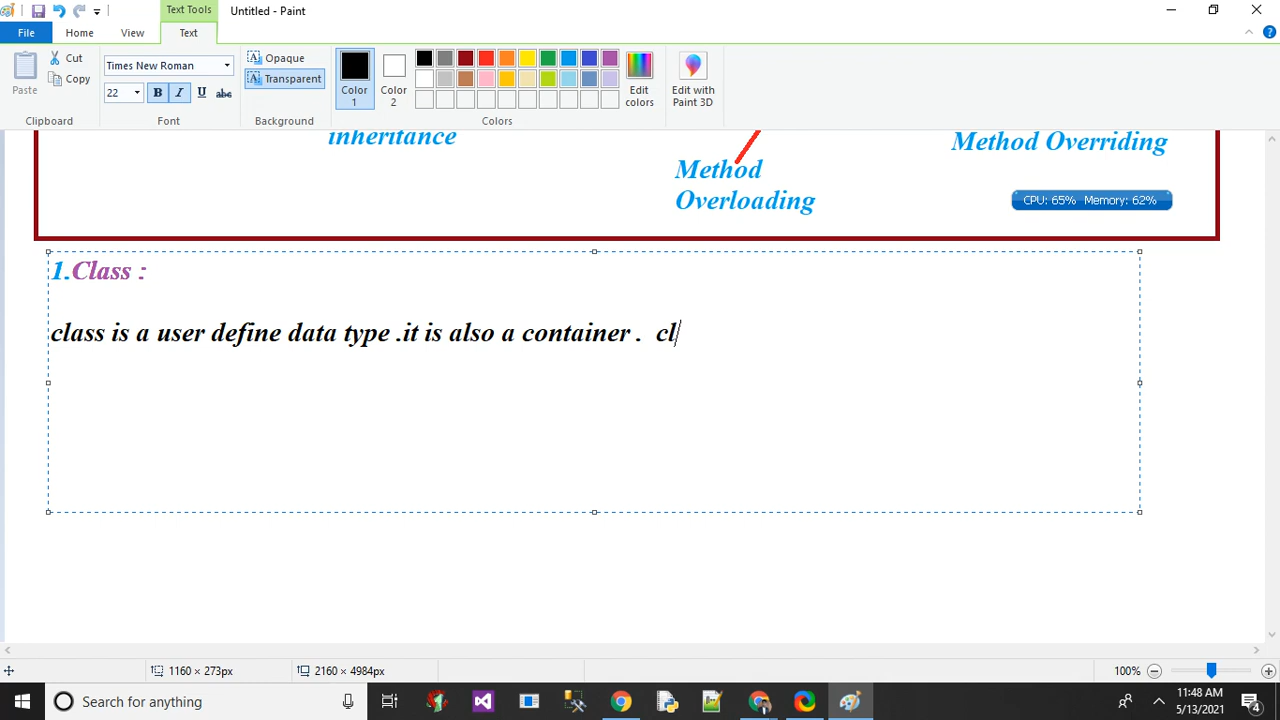 Text Tools
Untitled - Paint
File
Home
View
Text
Paste
Cut
Copy
Clipboard
Times New Roman
22
B I U abc
Font
Opaque
Transparent
Background
Color 1
Color 2
Edit colors
Colors
Edit with Paint 3D
inheritance
Method Overriding
Method
Overloading
CPU: 65% Memory: 62%
1.Class :
class is a user define data type .it is also a container . cl
1160 × 273px
2160 × 4984px
100%
Search for anything
11:48 AM
5/13/2021
4